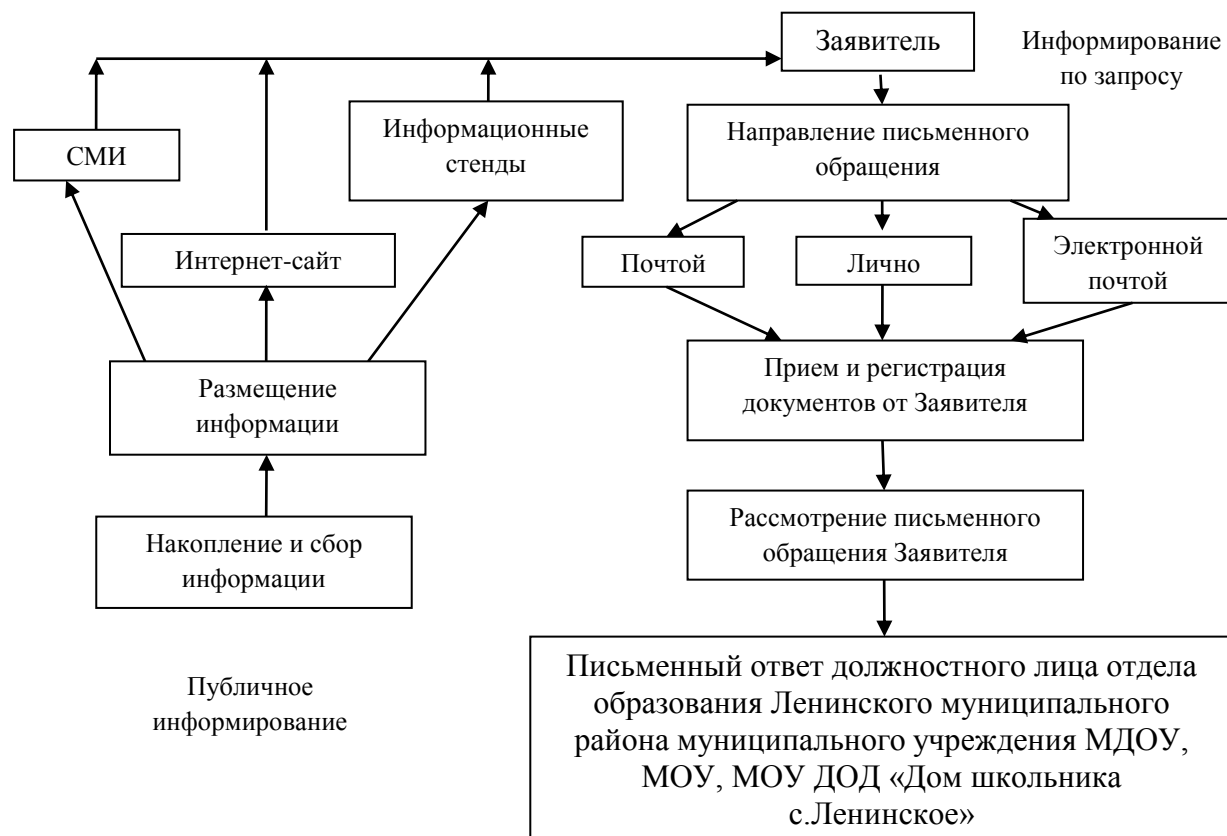 Заявитель
Информирование
по запросу
Информационные
стенды
Направление письменного
обращения
СМИ
Интернет-сайт
Почтой
Лично
Электронной
почтой
Размещение
информации
Прием и регистрация
документов от Заявителя
Накопление и сбор
информации
Рассмотрение письменного
обращения Заявителя
Публичное
информирование
Письменный ответ должностного лица отдела
образования Ленинского муниципального
района муниципального учреждения МДОУ,
МОУ, МОУ ДОД «Дом школьника
с.Ленинское»